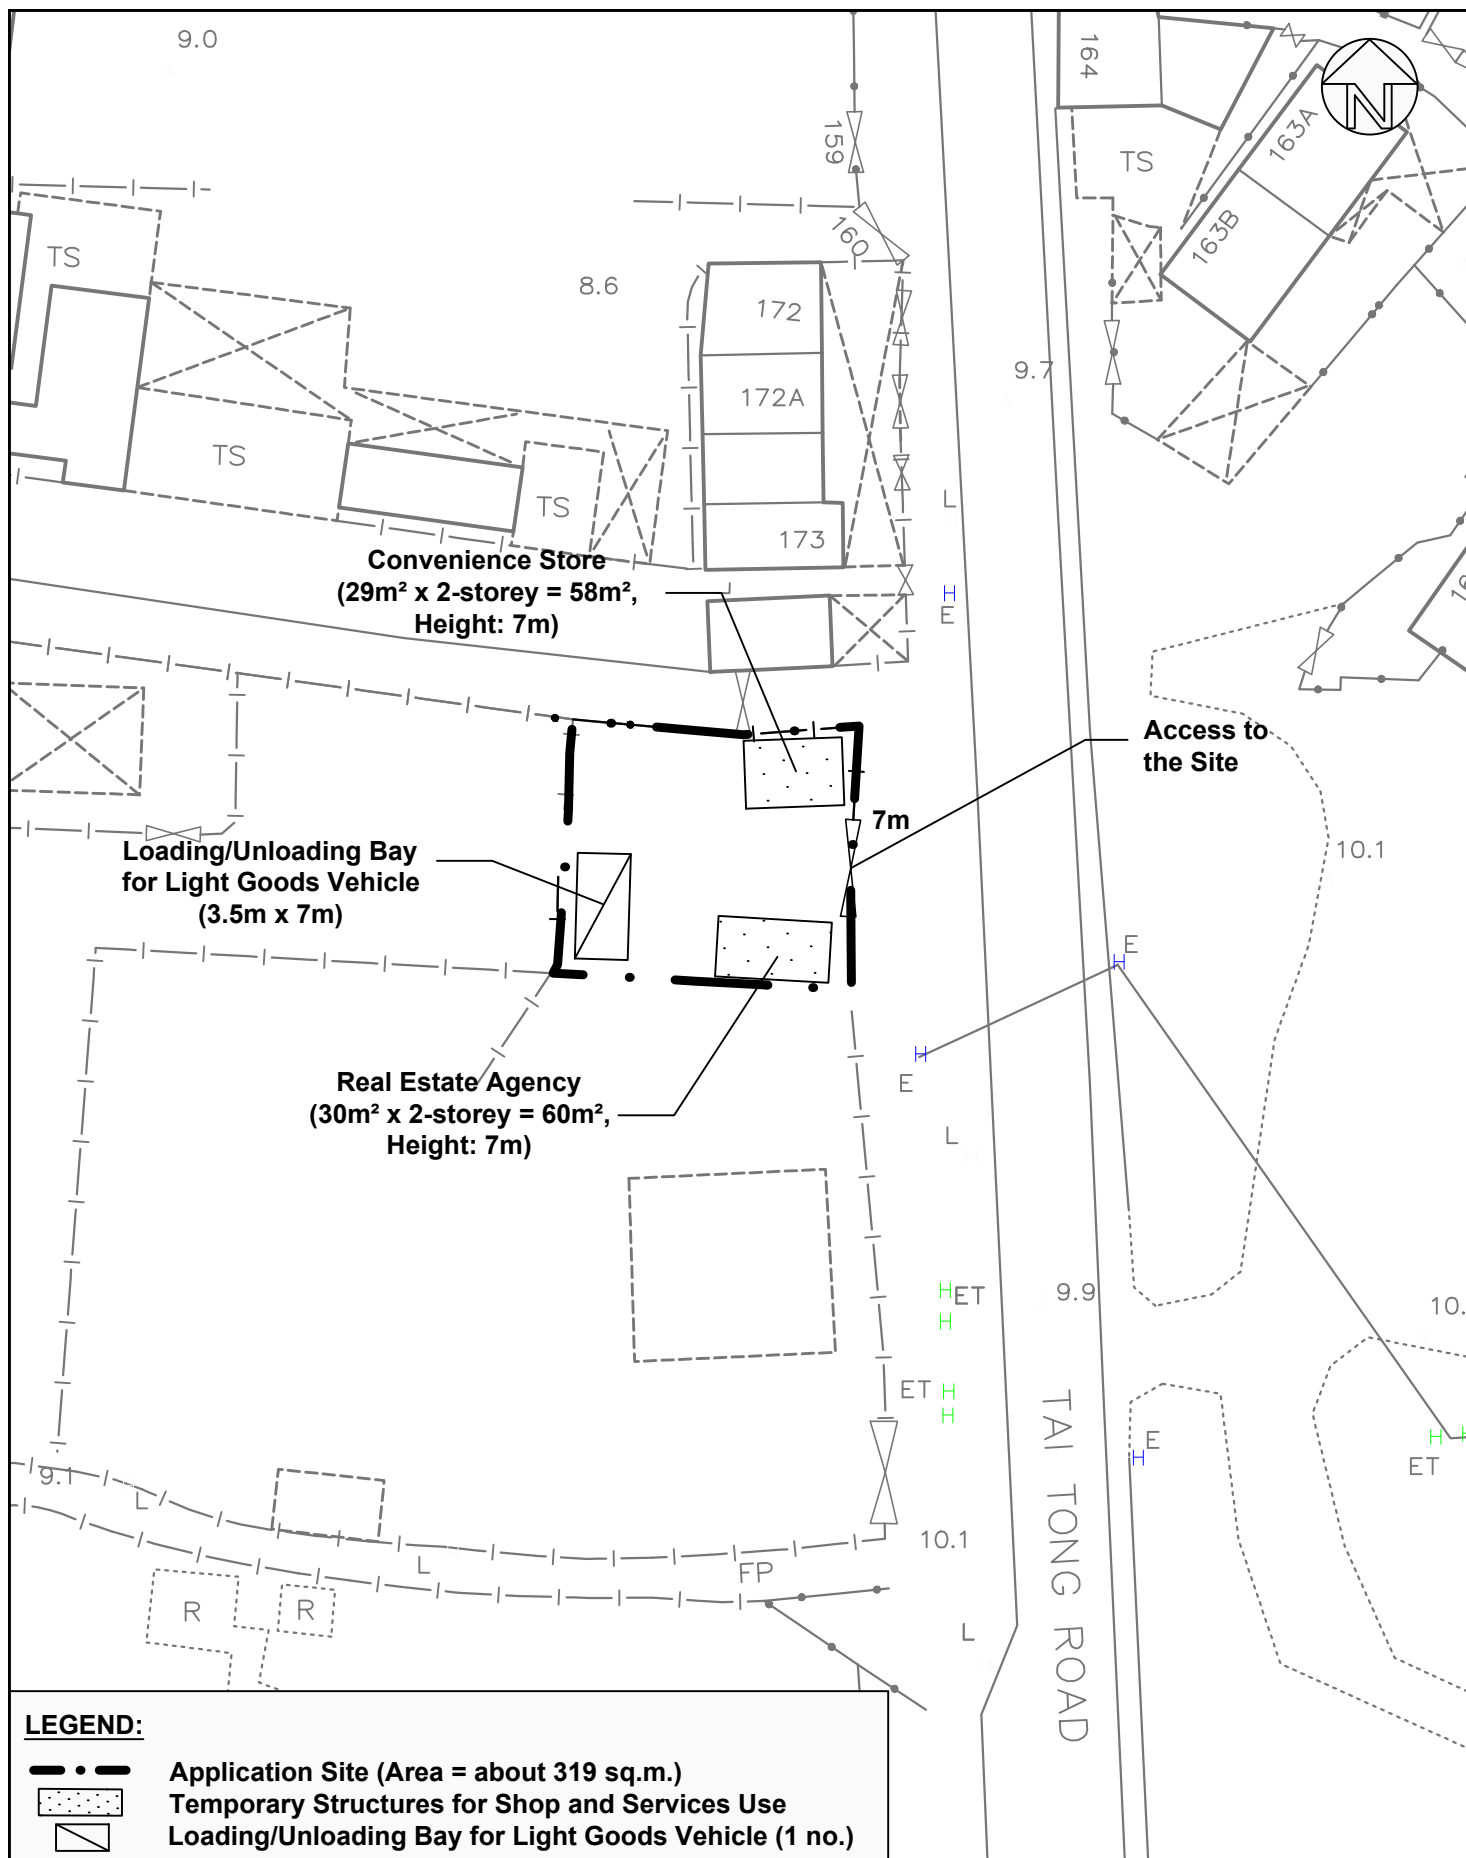 9.0
164
N
163A
159
TS
163B
160
TS
8.6
172
9.7
172A
TS
L
TS
173
Convenience Store
(29m² x 2-storey = 58m²,
Height: 7m)
H
E
Access to
the Site
7m
10.1
Loading/Unloading Bay
for Light Goods Vehicle
(3.5m x 7m)
E
H
H
E
Real Estate Agency
(30m² x 2-storey = 60m²,
Height: 7m)
L
H
ET
H
9.9
10.
ET
H
H
TAI TONG ROAD
E
H
H
ET
9.1
L
L
10.1
FP
R
R
L
LEGEND:
Application Site (Area = about 319 sq.m.)
Temporary Structures for Shop and Services Use
Loading/Unloading Bay for Light Goods Vehicle (1 no.)